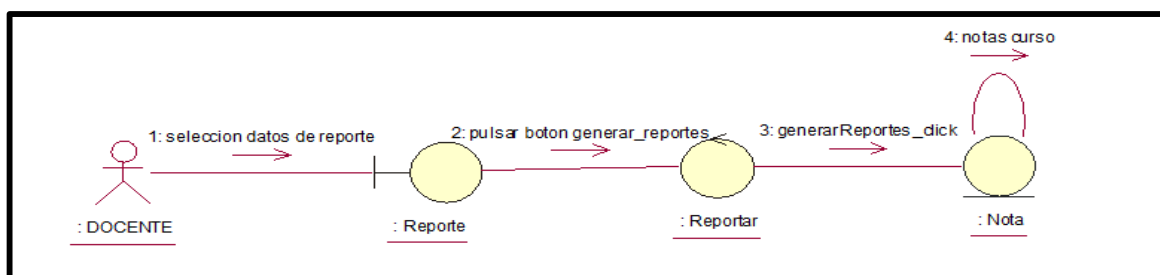 4: notas curso
1: seleccion datos de reporte
2: pulsar boton generar_reportes
3: generarReportes_click
: DOCENTE
: Reporte
: Reportar
: Nota